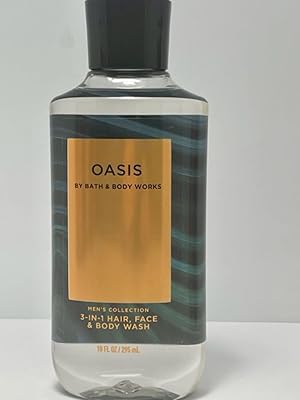 OASIS
BY BATH & BODY WORKS
MEN'S COLLECTION
3-IN-1 HAIR, FACE
& BODY WASH
10 FL OZ / 295 mL